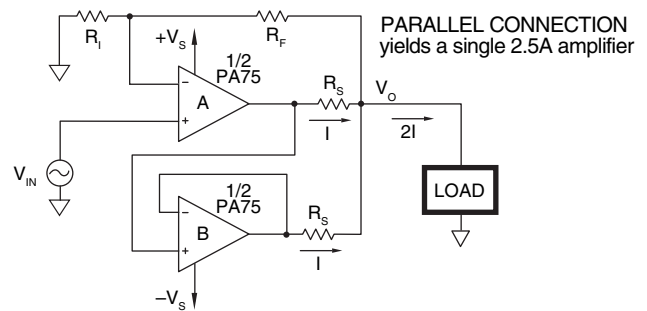 PARALLEL CONNECTION
yields a single 2.5A amplifier
R_I
+V_S
R_F
1/2
PA75
A
−
+
R_S
I
V_O
2I
V_IN
LOAD
1/2
PA75
B
−
+
R_S
I
−V_S